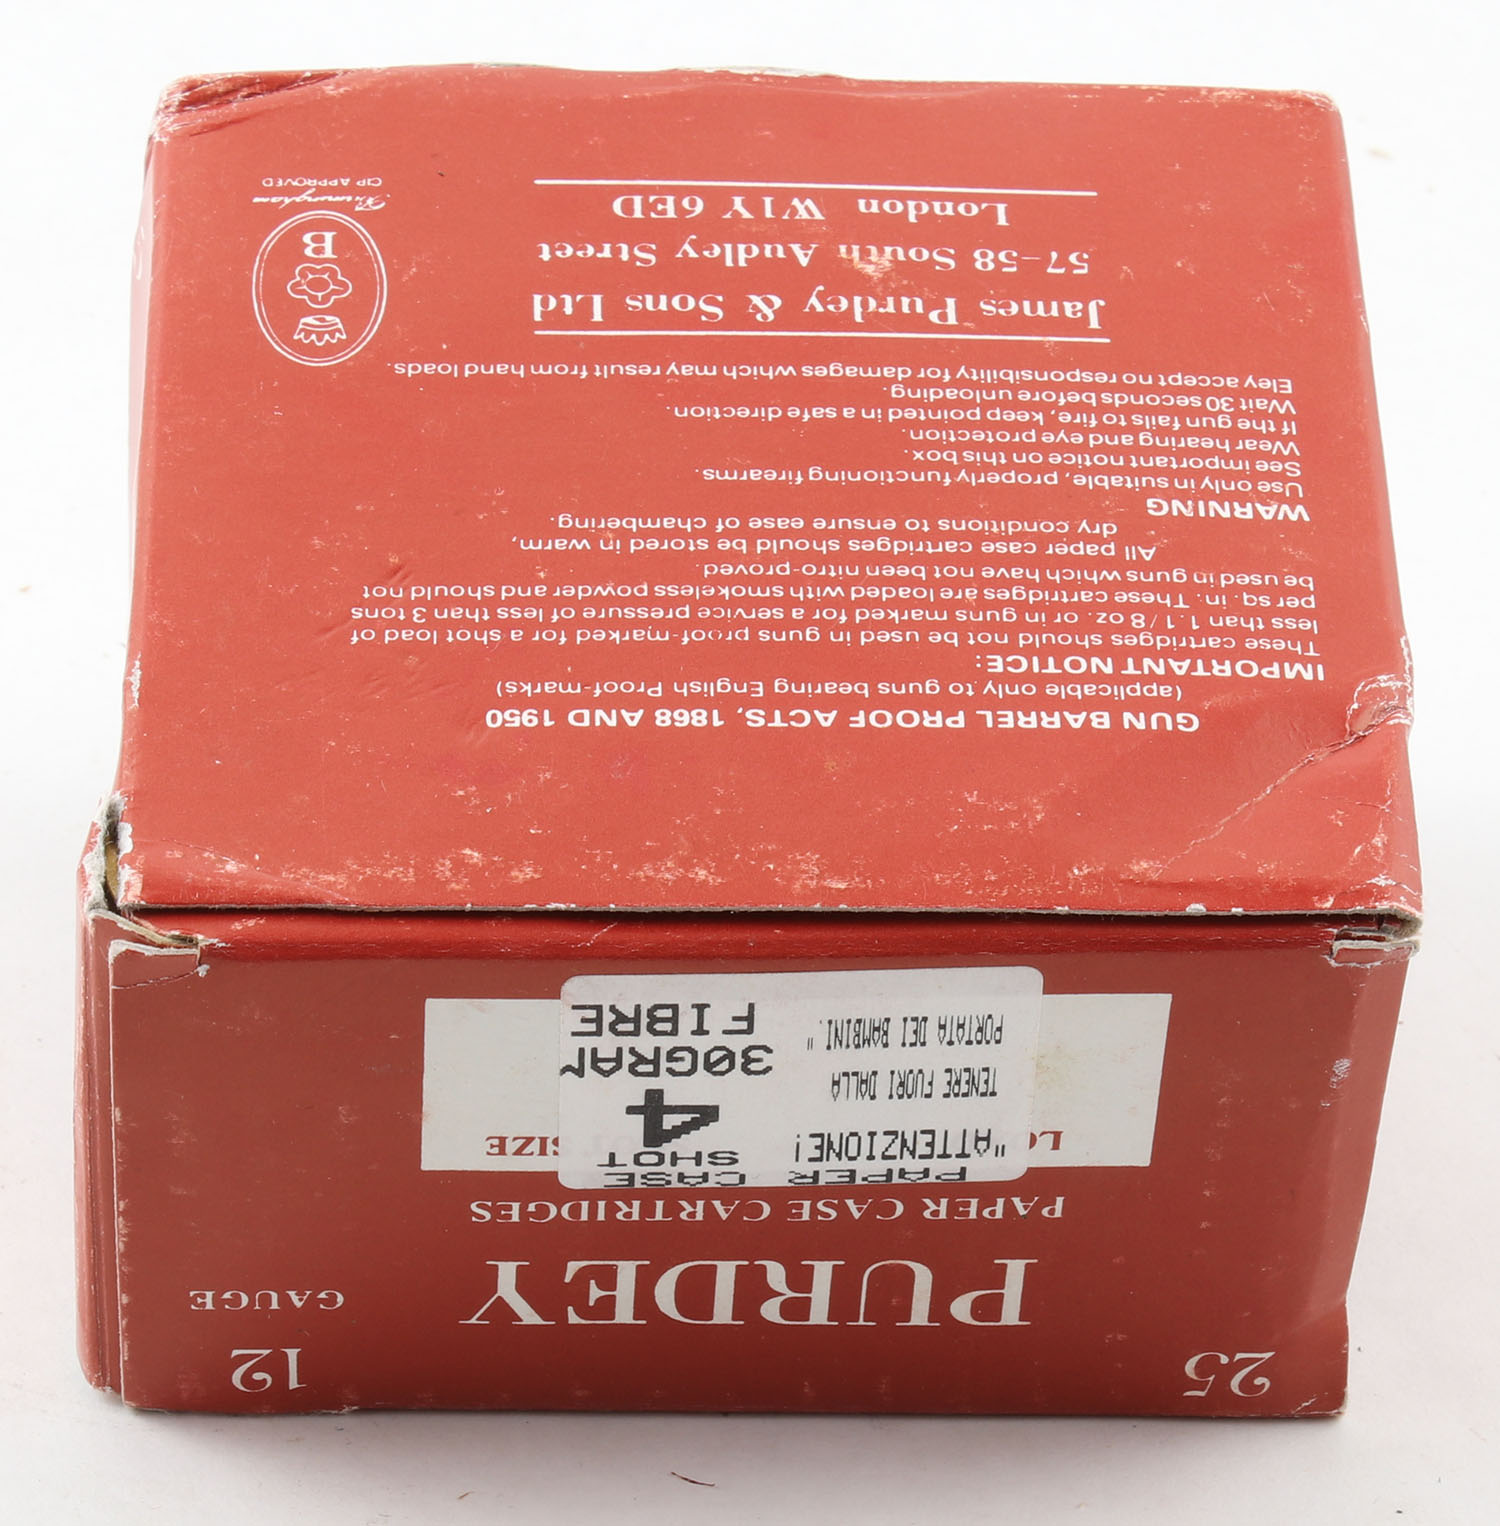 GUN BARREL PROOF ACTS, 1868 AND 1950
(applicable only to guns bearing English Proof-marks)
IMPORTANT NOTICE:
These cartridges should not be used in guns proof-marked for a shot load of
less than 1.1/8 oz. or in guns marked for a service pressure of less than 3 tons
per sq. in. These cartridges are loaded with smokeless powder and should not
be used in guns which have not been nitro-proved.
All paper case cartridges should be stored in warm,
dry conditions to ensure ease of chambering.
WARNING
Use only in suitable, properly functioning firearms.
See important notice on this box.
Wear hearing and eye protection.
If the gun fails to fire, keep pointed in a safe direction.
Wait 30 seconds before unloading.
Eley accept no responsibility for damages which may result from hand loads.
James Purdey & Sons Ltd
57-58 South Audley Street
London W1Y 6ED
B
Birmingham
CIP APPROVED
25
12
GAUGE
PURDEY
PAPER CASE CARTRIDGES
SIZE
PAPER CASE
SHOT
4
30GRAM
FIBRE
"ATTENZIONE!
TENERE FUORI DALLA
PORTATA DEI BAMBINI."